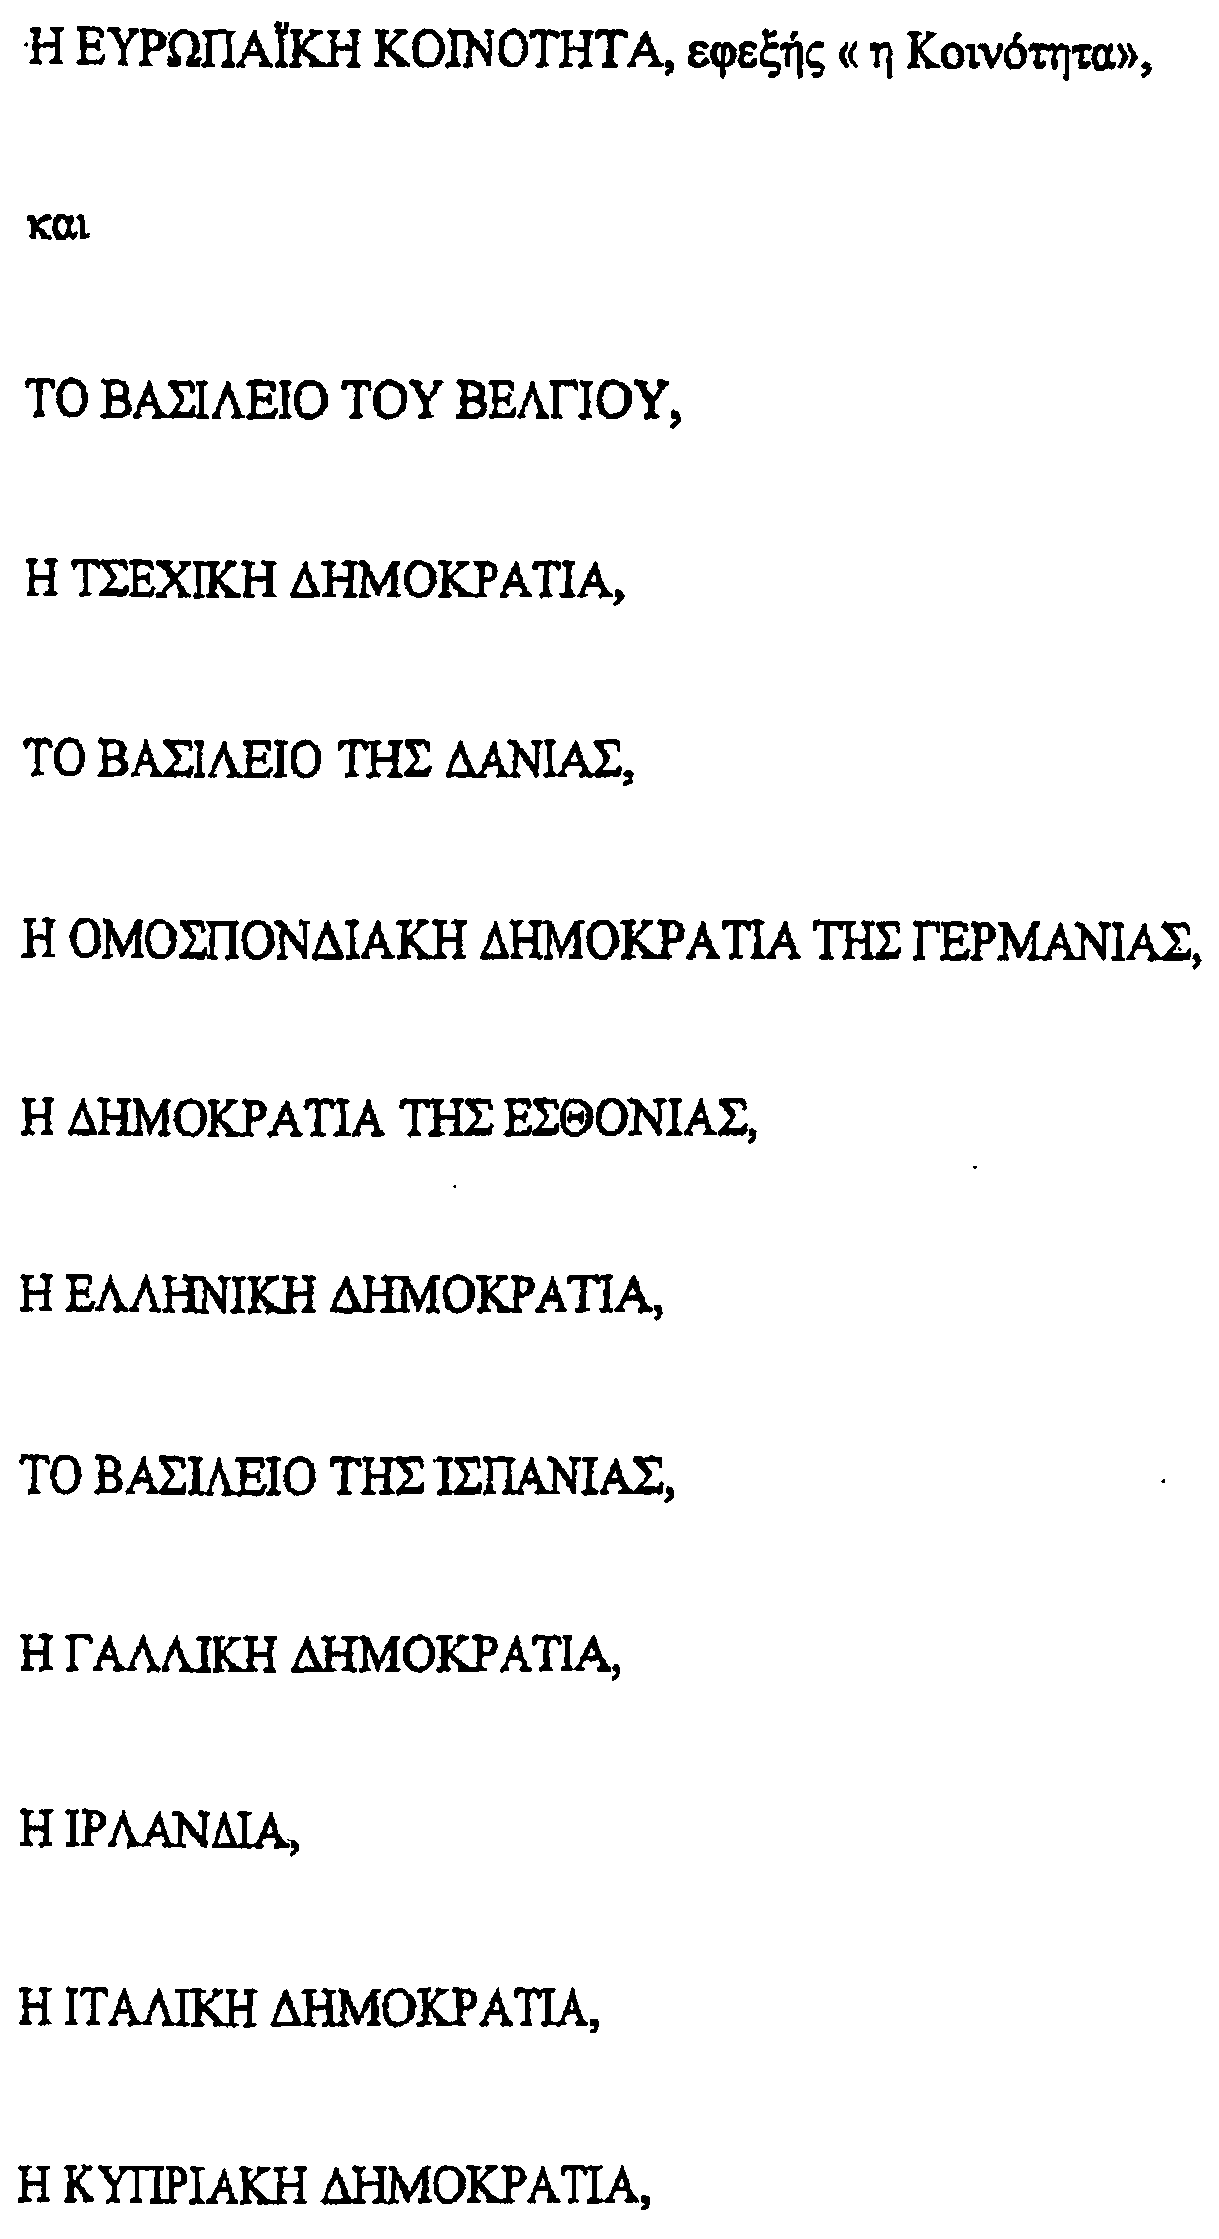 Η ΕΥΡΩΠΑΪΚΗ ΚΟΙΝΟΤΗΤΑ, εφεξής « η Κοινότητα»,
και
ΤΟ ΒΑΣΙΛΕΙΟ ΤΟΥ ΒΕΛΓΙΟΥ,
Η ΤΣΕΧΙΚΗ ΔΗΜΟΚΡΑΤΙΑ,
ΤΟ ΒΑΣΙΛΕΙΟ ΤΗΣ ΔΑΝΙΑΣ,
Η ΟΜΟΣΠΟΝΔΙΑΚΗ ΔΗΜΟΚΡΑΤΙΑ ΤΗΣ ΓΕΡΜΑΝΙΑΣ,
Η ΔΗΜΟΚΡΑΤΙΑ ΤΗΣ ΕΣΘΟΝΙΑΣ,
Η ΕΛΛΗΝΙΚΗ ΔΗΜΟΚΡΑΤΙΑ,
ΤΟ ΒΑΣΙΛΕΙΟ ΤΗΣ ΙΣΠΑΝΙΑΣ,
Η ΓΑΛΛΙΚΗ ΔΗΜΟΚΡΑΤΙΑ,
Η ΙΡΛΑΝΔΙΑ,
Η ΙΤΑΛΙΚΗ ΔΗΜΟΚΡΑΤΙΑ,
Η ΚΥΠΡΙΑΚΗ ΔΗΜΟΚΡΑΤΙΑ,